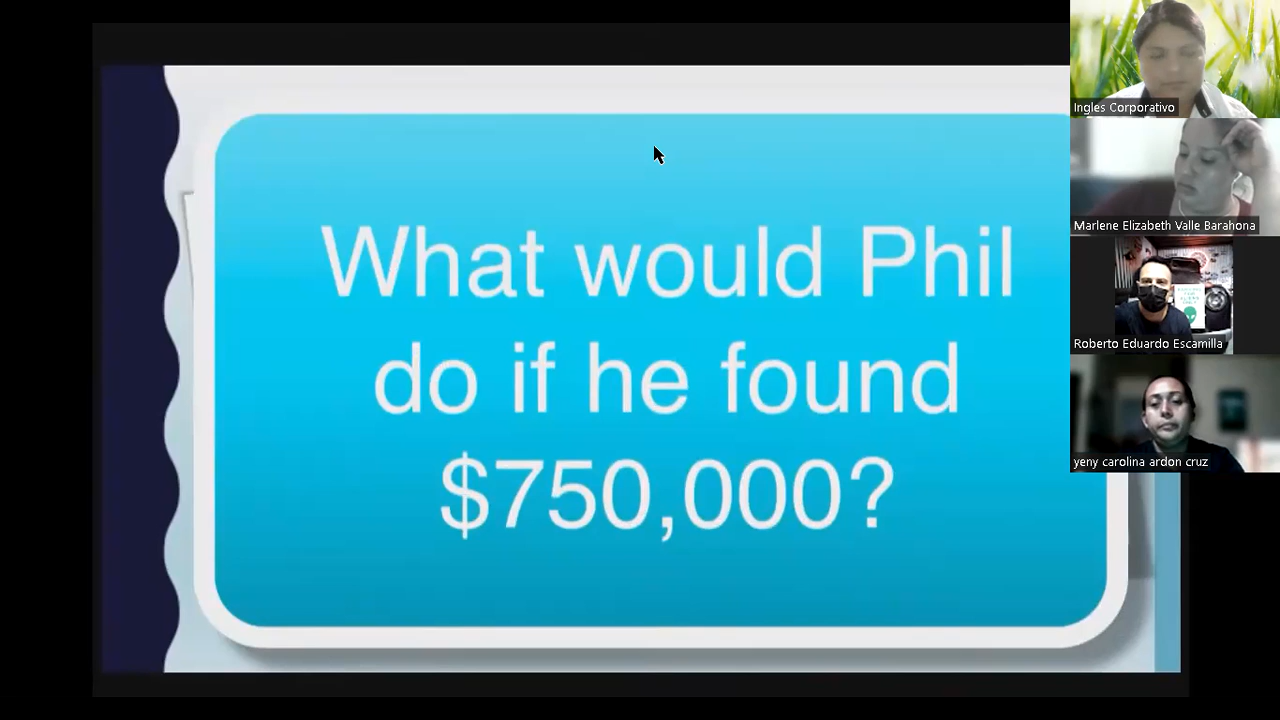 What would Phil
do if he found
$750,000?
Ingles Corporativo
Marlene Elizabeth Valle Barahona
Roberto Eduardo Escamilla
yeny carolina ardon cruz